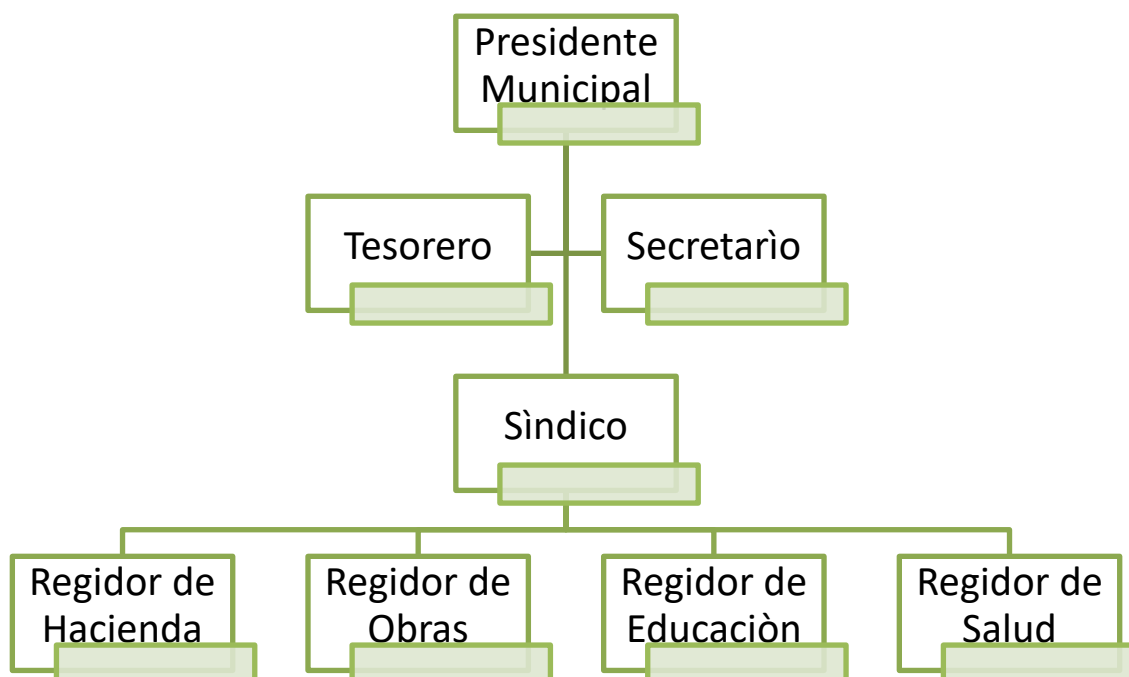 Presidente
Municipal
Tesorero
Secretarìo
Sìndico
Regidor de
Hacienda
Regidor de
Obras
Regidor de
Educaciòn
Regidor de
Salud